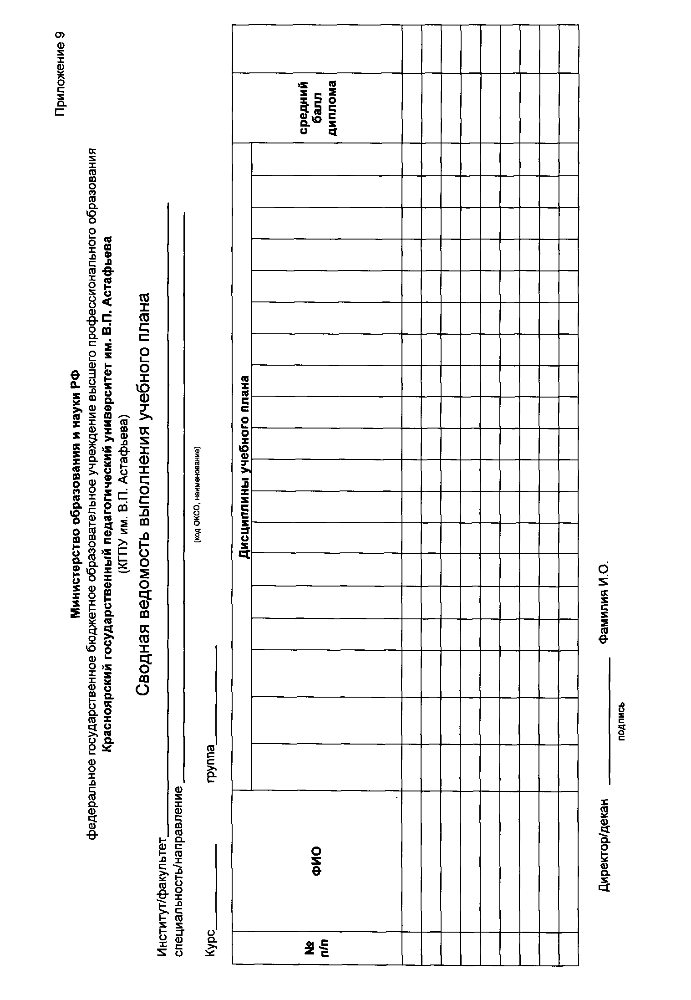 Приложение 9
Министерство образования и науки РФ
федеральное государственное бюджетное образовательное учреждение высшего профессионального образования
Красноярский государственный педагогический университет им. В.П. Астафьева
(КГПУ им. В.П. Астафьева)
Сводная ведомость выполнения учебного плана
Институт/факультет
специальность/направление
(код ОКСО, наименование)
Курс группа
№ п/п
ФИО
Дисциплины учебного плана
средний
балл
диплома
Директор/декан Фамилия И.О.
подпись